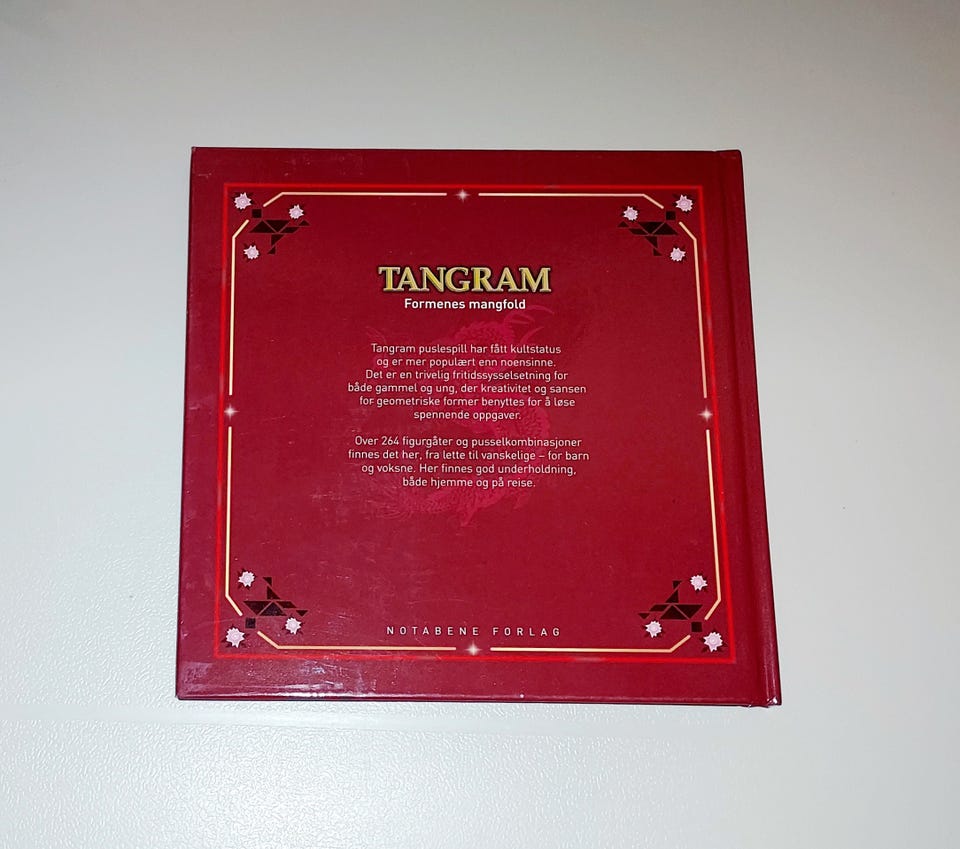 TANGRAM
Formenes mangfold
Tangram puslespill har fått kultstatus
og er mer populært enn noensinne.
Det er en trivelig fritidssysselsetning for
både gammel og ung, der kreativitet og sansen
for geometriske former benyttes for å løse
spennende oppgaver.
Over 264 figurgåter og pusselkombinasjoner
finnes det her, fra lette til vanskelige – for barn
og voksne. Her finnes god underholdning,
både hjemme og på reise.
NOTABENE FORLAG